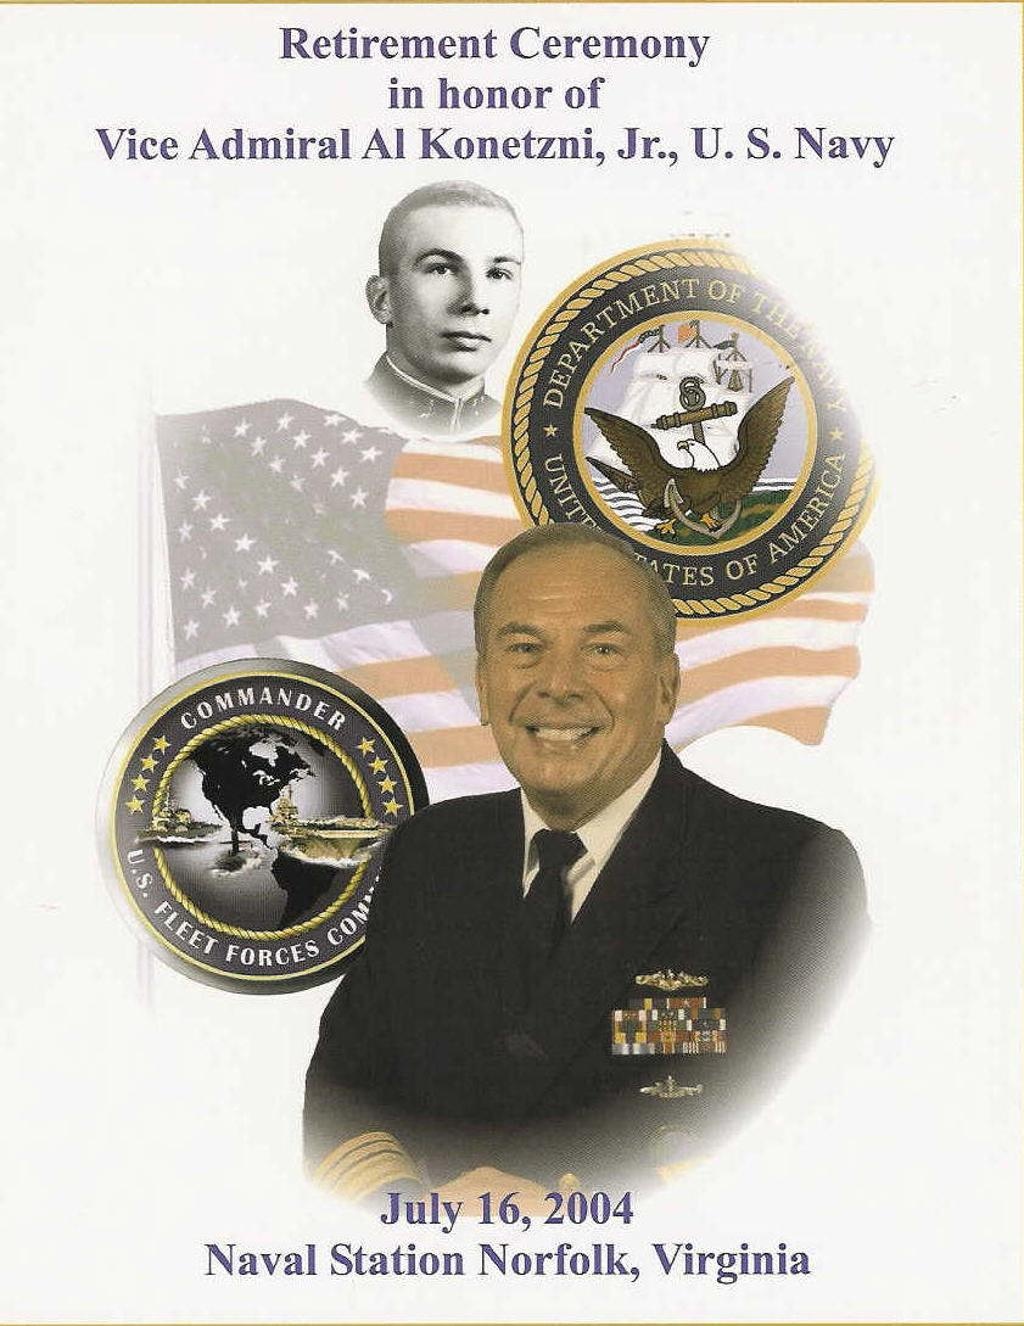 Retirement Ceremony
in honor of
Vice Admiral Al Konetzni, Jr., U. S. Navy
DEPARTMENT OF THE NAVY
UNITED STATES OF AMERICA
COMMANDER
U.S. FLEET FORCES COMM
July 16, 2004
Naval Station Norfolk, Virginia